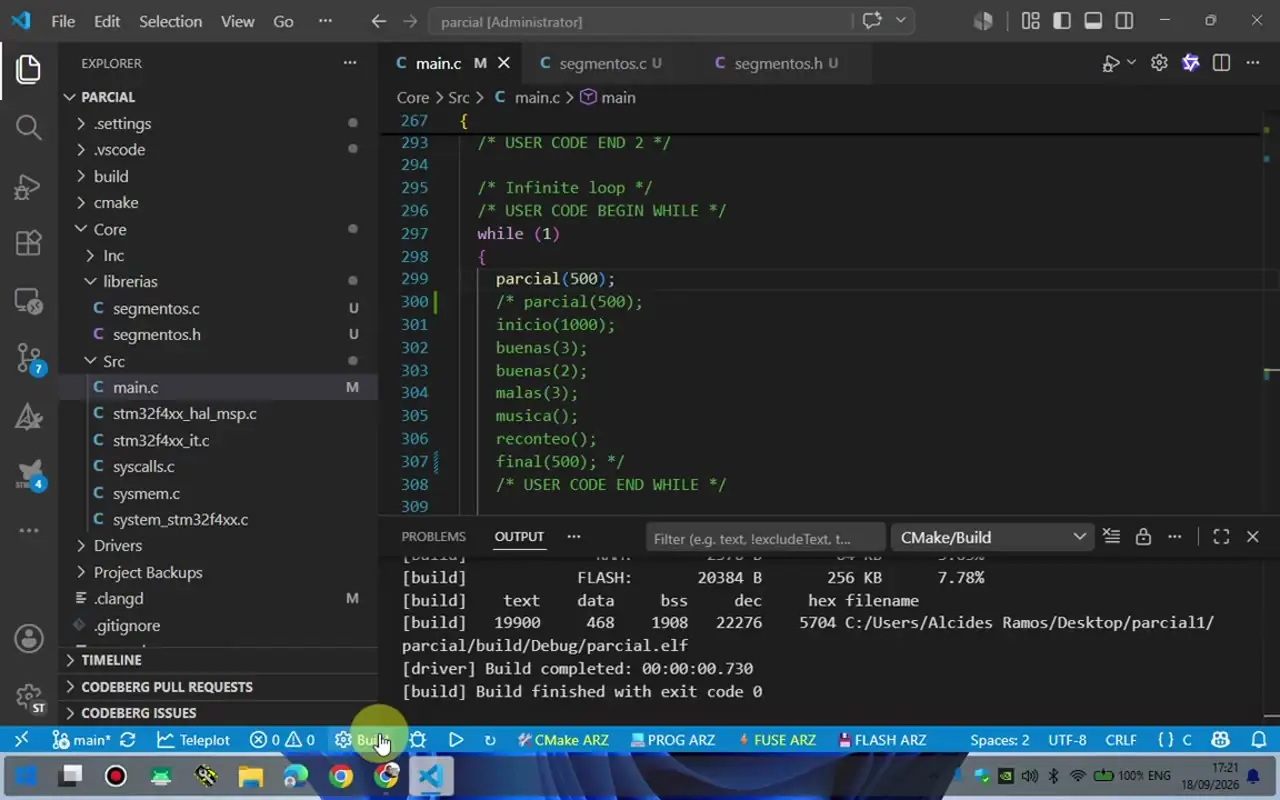 File Edit Selection View Go ··· parcial [Administrator]
EXPLORER ···
PARCIAL
.settings
.vscode
build
cmake
Core
Inc
librerias
C segmentos.c U
C segmentos.h U
Src
C main.c M
C stm32f4xx_hal_msp.c
C stm32f4xx_it.c
C syscalls.c
C sysmem.c
C system_stm32f4xx.c
Drivers
Project Backups
.clangd M
.gitignore
TIMELINE
CODEBERG PULL REQUESTS
CODEBERG ISSUES
7
4
ST
C main.c M C segmentos.c U C segmentos.h U
Core > Src > C main.c > main
267 {
293 /* USER CODE END 2 */
294
295 /* Infinite loop */
296 /* USER CODE BEGIN WHILE */
297 while (1)
298 {
299 parcial(500);
300 /* parcial(500);
301 inicio(1000);
302 buenas(3);
303 buenas(2);
304 malas(3);
305 musica();
306 reconteo();
307 final(500); */
308 /* USER CODE END WHILE */
309
PROBLEMS OUTPUT ··· Filter (e.g. text, !excludeText, t... CMake/Build
[build] FLASH: 20384 B 256 KB 7.78%
[build] text data bss dec hex filename
[build] 19900 468 1908 22276 5704 C:/Users/Alcides Ramos/Desktop/parcial1/
parcial/build/Debug/parcial.elf
[driver] Build completed: 00:00:00.730
[build] Build finished with exit code 0
main* Teleplot 0 0 CMake ARZ PROG ARZ FUSE ARZ FLASH ARZ Spaces: 2 UTF-8 CRLF { } C
100% ENG 17:21
18/09/2026